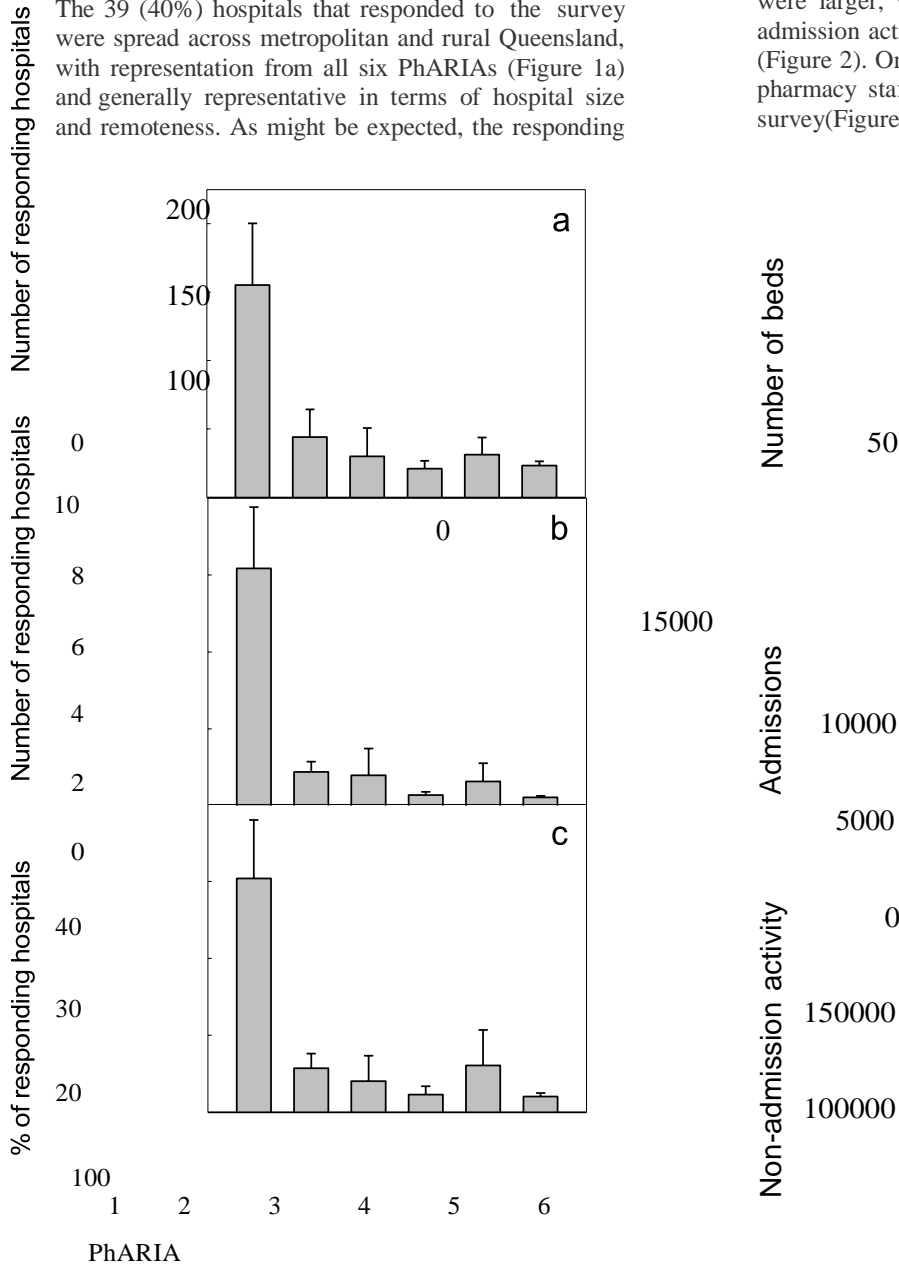 The 39 (40%) hospitals that responded to the survey
were spread across metropolitan and rural Queensland,
with representation from all six PhARIAs (Figure 1a)
and generally representative in terms of hospital size
and remoteness. As might be expected, the responding
were larger,
admission act
(Figure 2). Or
pharmacy staf
survey(Figure
Number of responding hospitals
Number of responding hospitals
% of responding hospitals
200
150
100
0
10
8
6
4
2
0
40
30
20
100
a
0
b
c
1 2 3 4 5 6
PhARIA
Number of beds
50
15000
Admissions
10000
5000
0
Non-admission activity
150000
100000